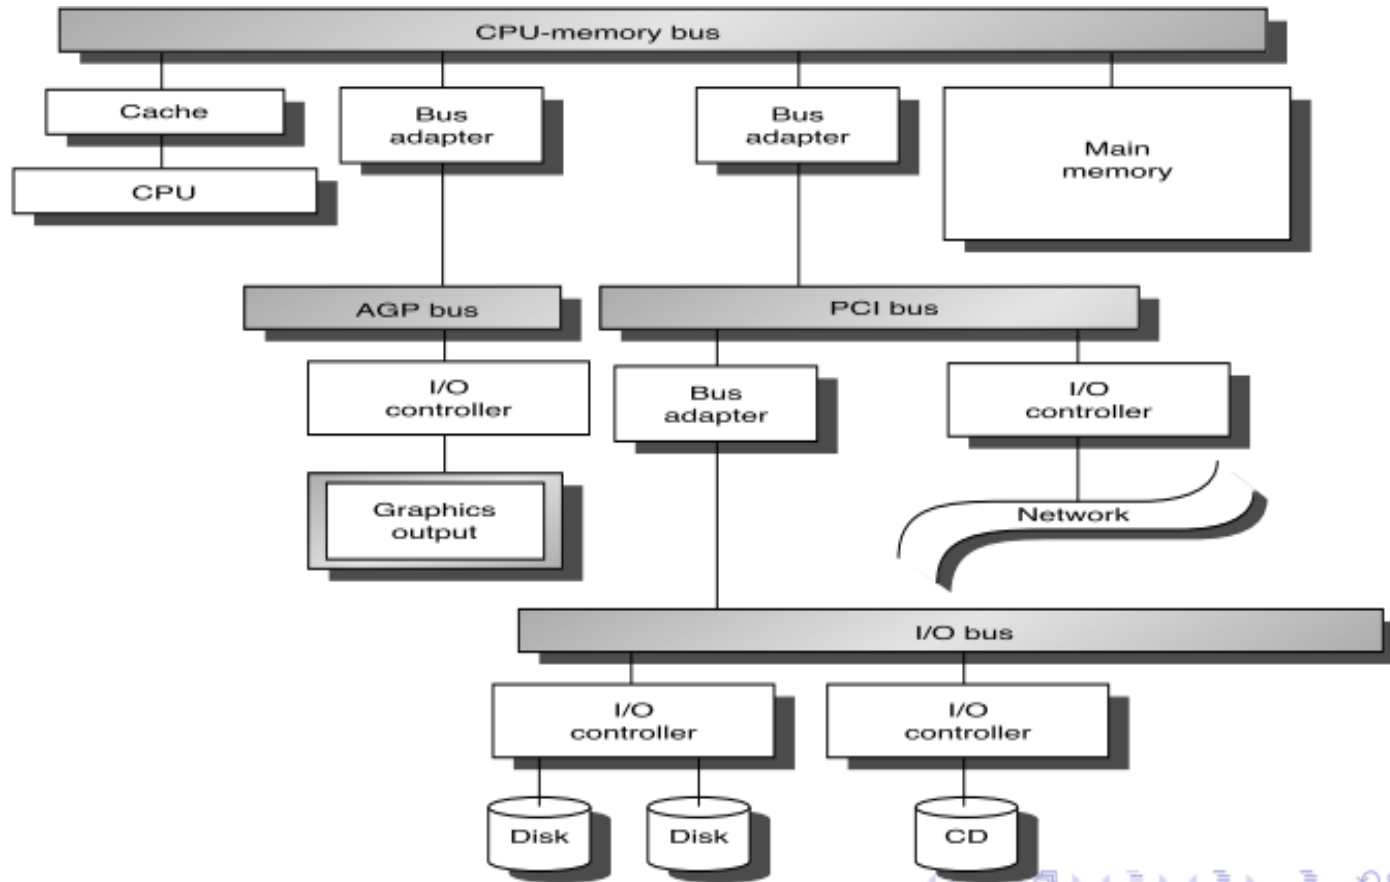 CPU-memory bus
Cache
CPU
Bus
adapter
Bus
adapter
Main
memory
AGP bus
PCI bus
I/O
controller
Graphics
output
Bus
adapter
I/O
controller
Network
I/O bus
I/O
controller
I/O
controller
Disk
Disk
CD